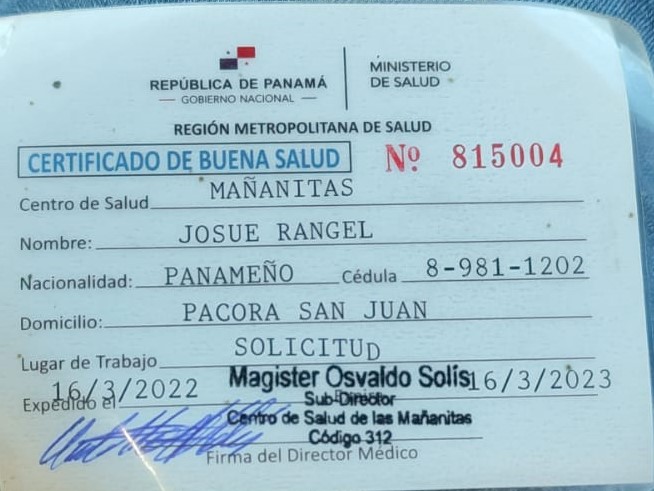 REPÚBLICA DE PANAMÁ
— GOBIERNO NACIONAL —
MINISTERIO
DE SALUD
REGIÓN METROPOLITANA DE SALUD
CERTIFICADO DE BUENA SALUD Nº 815004
Centro de Salud MAÑANITAS
Nombre: JOSUE RANGEL
Nacionalidad: PANAMEÑO Cédula 8-981-1202
Domicilio: PACORA SAN JUAN
Lugar de Trabajo SOLICITUD
Expedido el 16/3/2022 16/3/2023
Magister Osvaldo Solís
Sub-Director
Centro de Salud de las Mañanitas
Código 312
Firma del Director Médico